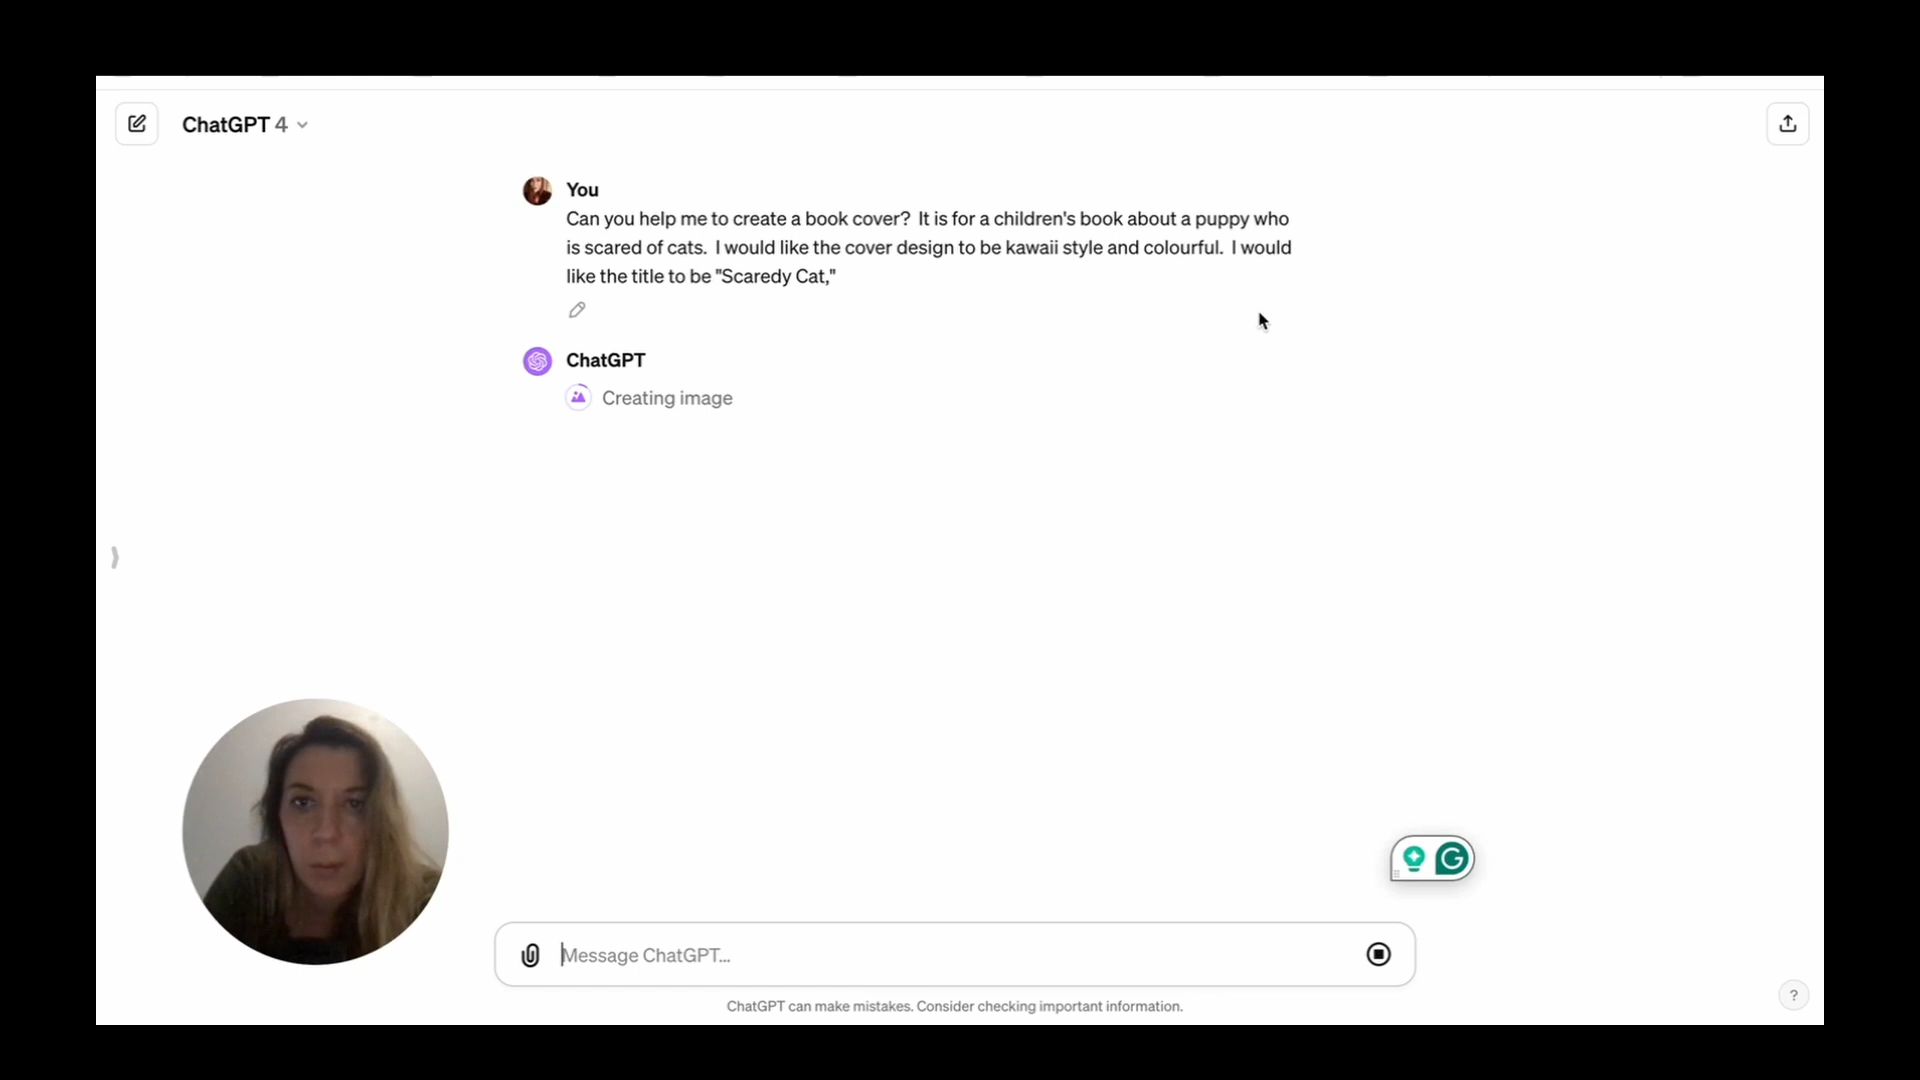 ChatGPT 4
You
Can you help me to create a book cover?  It is for a children's book about a puppy who
is scared of cats.  I would like the cover design to be kawaii style and colourful.  I would
like the title to be "Scaredy Cat,"
ChatGPT
Creating image
G
Message ChatGPT...
ChatGPT can make mistakes. Consider checking important information.
?